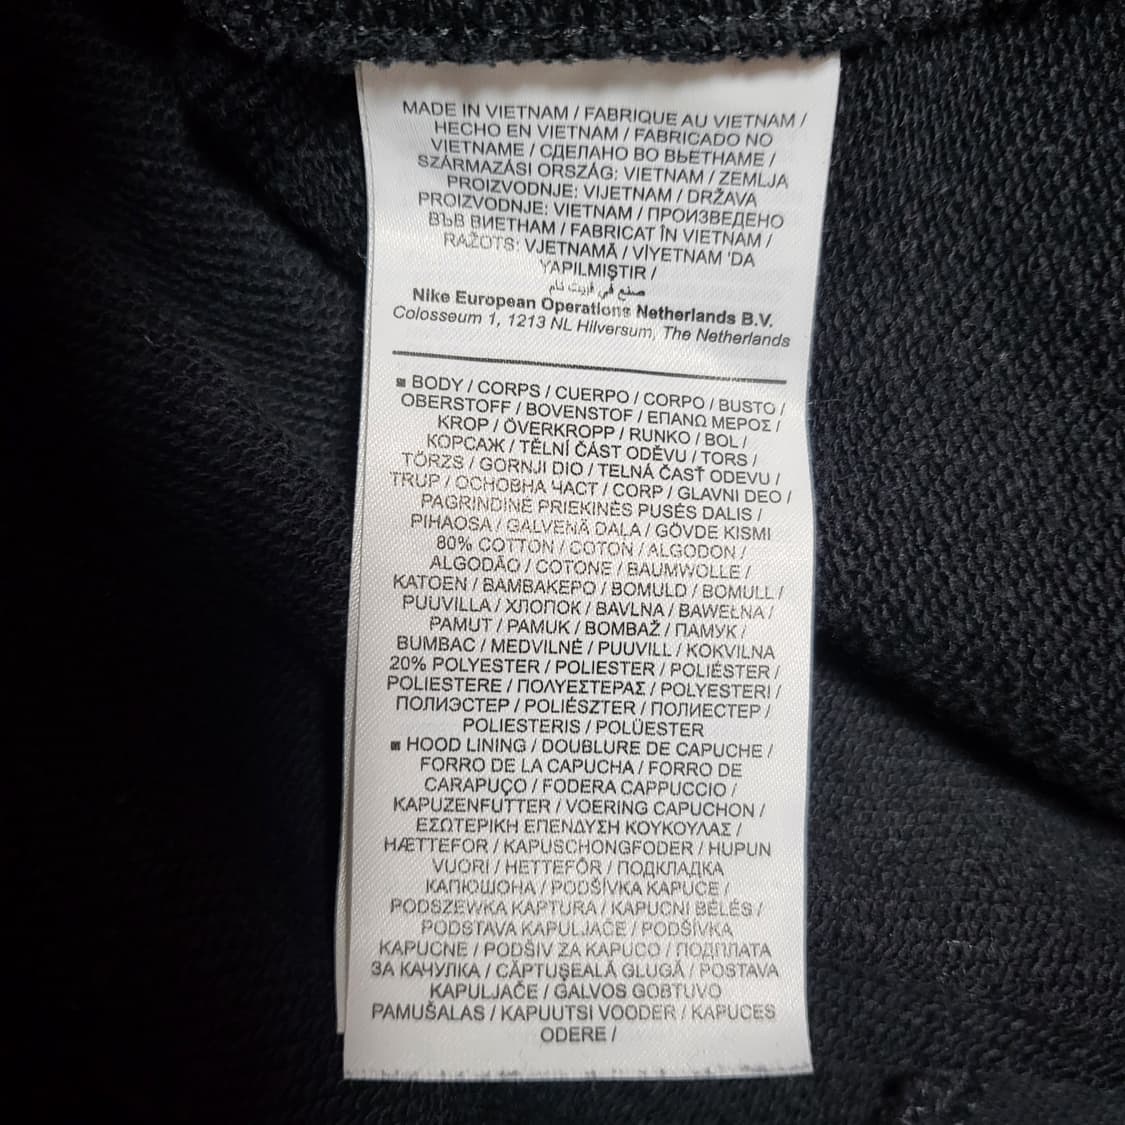 MADE IN VIETNAM / FABRIQUE AU VIETNAM /
HECHO EN VIETNAM / FABRICADO NO
VIETNAME / СДЕЛАНО ВО ВЬЕТНАМЕ /
SZÁRMAZÁSI ORSZÁG: VIETNAM / ZEMLJA
PROIZVODNJE: VIJETNAM / DRŽAVA
PROIZVODNJE: VIETNAM / ПРОИЗВЕДЕНО
ВЪВ ВИЕТНАМ / FABRICAT ÎN VIETNAM /
RAŽOTS: VJETNAMĀ / VİYETNAM 'DA
YAPILMIŞTIR /
صنع في فييت نام
Nike European Operations Netherlands B.V.
Colosseum 1, 1213 NL Hilversum, The Netherlands
■ BODY / CORPS / CUERPO / CORPO / BUSTO /
OBERSTOFF / BOVENSTOF / ΕΠΑΝΩ ΜΕΡΟΣ /
KROP / ÖVERKROPP / RUNKO / BOL /
КОРСАЖ / TĚLNÍ ČÁST ODĚVU / TORS /
TÖRZS / GORNJI DIO / TELNÁ ČASŤ ODEVU /
TRUP / ОСНОВНА ЧАСТ / CORP / GLAVNI DEO /
PAGRINDINĖ PRIEKINĖS PUSĖS DALIS /
PIHAOSA / GALVENĀ DAĻA / GÖVDE KISMI
80% COTTON / COTON / ALGODON /
ALGODÃO / COTONE / BAUMWOLLE /
KATOEN / ΒΑΜΒΑΚΕΡΟ / BOMULD / BOMULL /
PUUVILLA / ХЛОПОК / BAVLNA / BAWEŁNA /
PAMUT / PAMUK / BOMBAŽ / ПАМУК /
BUMBAC / MEDVILNĖ / PUUVILL / KOKVILNA
20% POLYESTER / POLIESTER / POLIÉSTER /
POLIESTERE / ΠΟΛΥΕΣΤΕΡΑΣ / POLYESTERI /
ПОЛИЭСТЕР / POLIÉSZTER / ПОЛИЕСТЕР /
POLIESTERIS / POLÜESTER
■ HOOD LINING / DOUBLURE DE CAPUCHE /
FORRO DE LA CAPUCHA / FORRO DE
CARAPUÇO / FODERA CAPPUCCIO /
KAPUZENFUTTER / VOERING CAPUCHON /
ΕΣΩΤΕΡΙΚΗ ΕΠΕΝΔΥΣΗ ΚΟΥΚΟΥΛΑΣ /
HÆTTEFOR / KAPUSCHONGFODER / HUPUN
VUORI / HETTEFÔR / ПОДКЛАДКА
КАПЮШОНА / PODŠÍVKA KAPUCE /
PODSZEWKA KAPTURA / KAPUCNI BÉLÉS /
PODSTAVA KAPULJAČE / PODŠÍVKA
KAPUCNE / PODŠIV ZA KAPUCO / ПОДПЛАТА
ЗА КАЧУЛКА / CĂPTUŞEALĂ GLUGĂ / POSTAVA
KAPULJAČE / GALVOS GOBTUVO
PAMUŠALAS / KAPUUTSI VOODER / KAPUCES
ODERE /